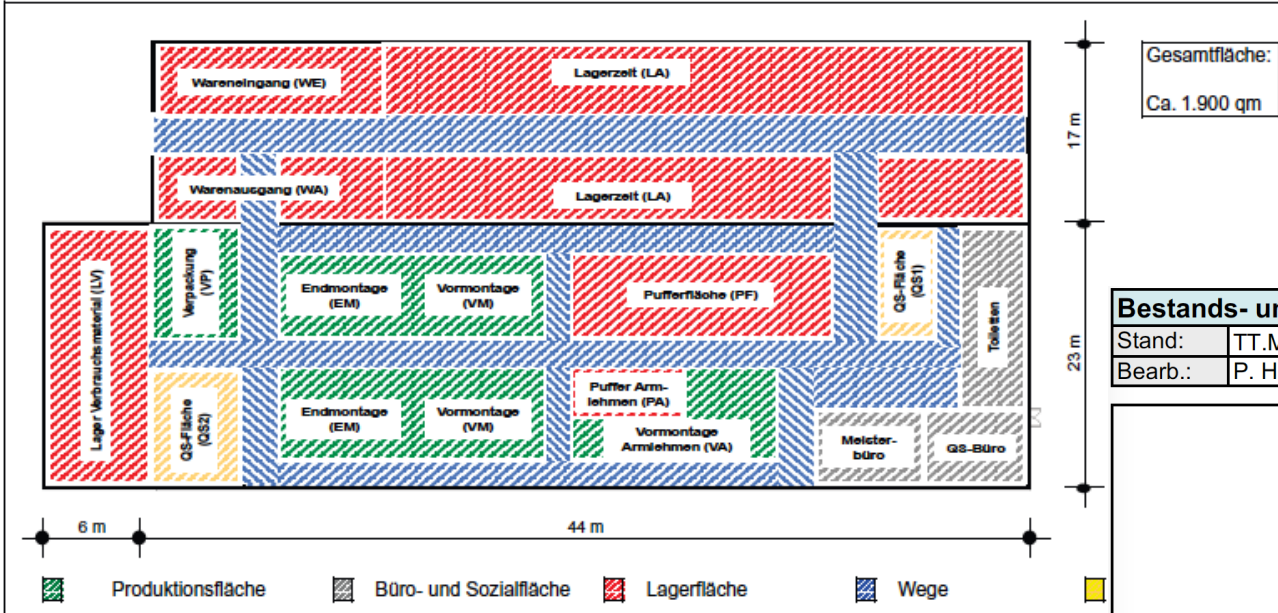 Gesamtfläche:
Ca. 1.900 qm
Wareneingang (WE)
Lagerzelt (LA)
17 m
Warenausgang (WA)
Lagerzelt (LA)
Lager Verbrauchsmaterial (LV)
Verpackung
(VP)
Endmontage
(EM)
Vormontage
(VM)
Pufferfläche (PF)
QS-Fläche
(QS1)
Toiletten
23 m
QS-Fläche
(QS2)
Endmontage
(EM)
Vormontage
(VM)
Puffer Arm-
lehmen (PA)
Vormontage
Armlehmen (VA)
Meister-
büro
QS-Büro
Bestands- un
Stand:
TT.M
Bearb.:
P. H
6 m
44 m
Produktionsfläche
Büro- und Sozialfläche
Lagerfläche
Wege